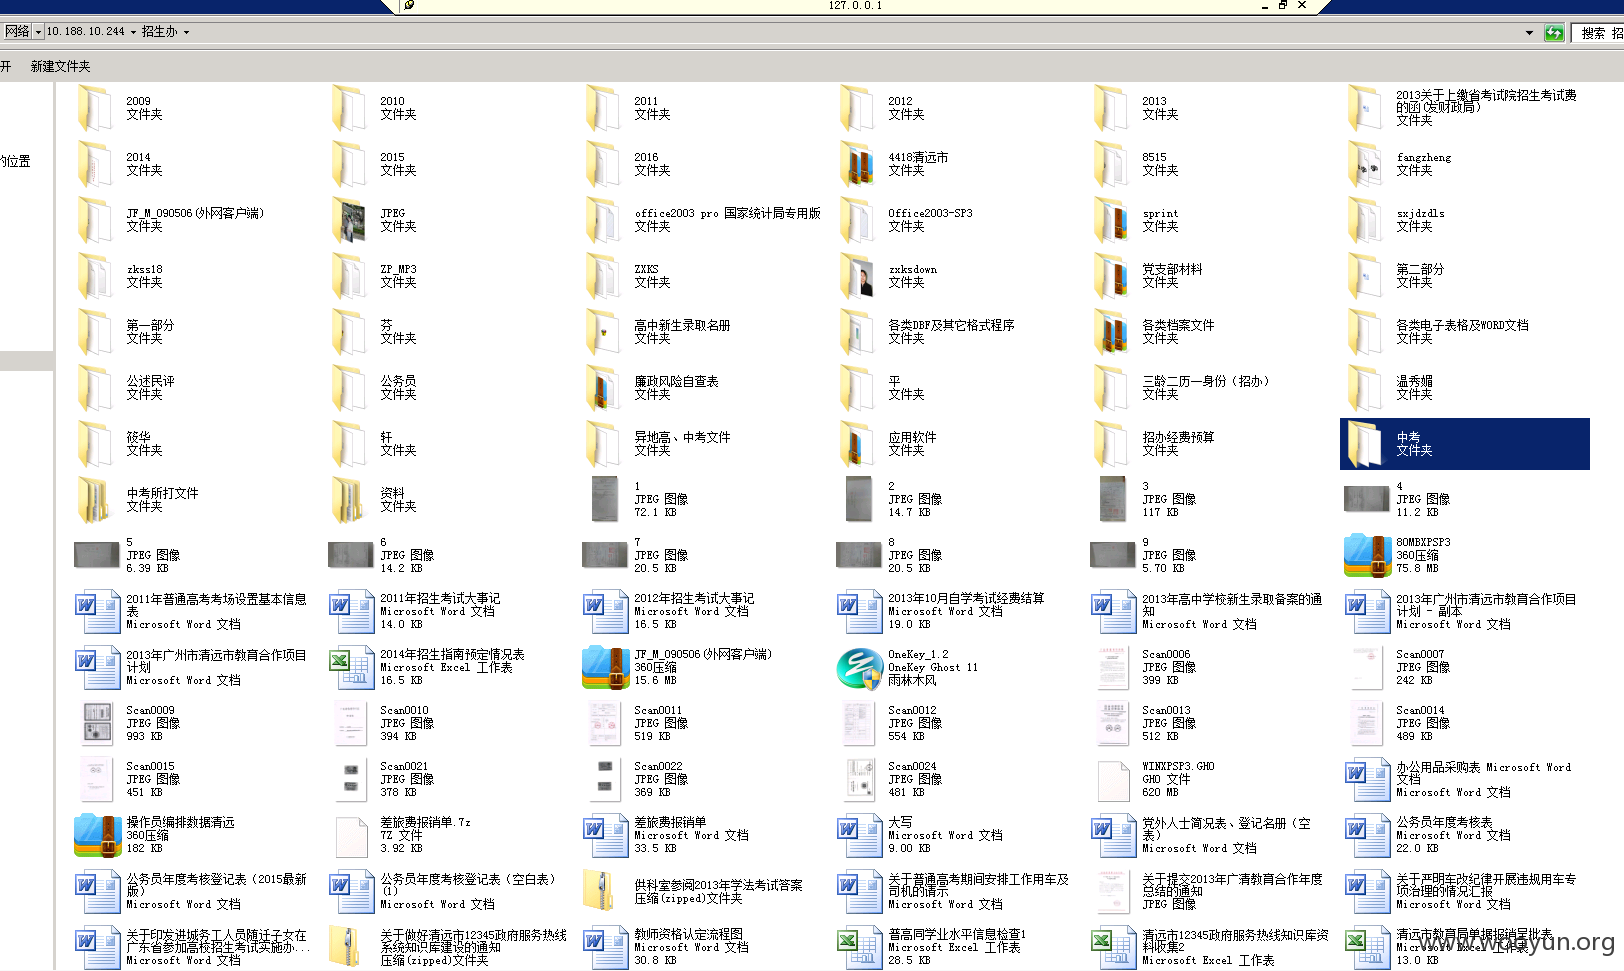 127.0.0.1
网络 10.188.10.244 招生办
搜索 招
开 新建文件夹
的位置
2009
文件夹
2010
文件夹
2011
文件夹
2012
文件夹
2013
文件夹
2013关于上缴省考试院招生考试费
的函(发财政局)
文件夹
2014
文件夹
2015
文件夹
2016
文件夹
4418清远市
文件夹
8515
文件夹
fangzheng
文件夹
JF_M_090506(外网客户端)
文件夹
JPEG
文件夹
office2003 pro 国家统计局专用版
文件夹
Office2003-SP3
文件夹
sprint
文件夹
sxjdzdls
文件夹
zkss18
文件夹
ZP_MP3
文件夹
ZXKS
文件夹
zxksdown
文件夹
党支部材料
文件夹
第二部分
文件夹
第一部分
文件夹
芬
文件夹
高中新生录取名册
文件夹
各类DBF及其它格式程序
文件夹
各类档案文件
文件夹
各类电子表格及WORD文档
文件夹
公述民评
文件夹
公务员
文件夹
廉政风险自查表
文件夹
平
文件夹
三龄二历一身份（招办）
文件夹
温秀媚
文件夹
筱华
文件夹
轩
文件夹
异地高、中考文件
文件夹
应用软件
文件夹
招办经费预算
文件夹
中考
文件夹
中考所打文件
文件夹
资料
文件夹
1
JPEG 图像
72.1 KB
2
JPEG 图像
14.7 KB
3
JPEG 图像
117 KB
4
JPEG 图像
11.2 KB
5
JPEG 图像
6.39 KB
6
JPEG 图像
14.2 KB
7
JPEG 图像
20.5 KB
8
JPEG 图像
20.5 KB
9
JPEG 图像
5.70 KB
80MBXPSP3
360压缩
75.8 MB
2011年普通高考考场设置基本信息
表
Microsoft Word 文档
2011年招生考试大事记
Microsoft Word 文档
14.0 KB
2012年招生考试大事记
Microsoft Word 文档
16.5 KB
2013年10月自学考试经费结算
Microsoft Word 文档
19.0 KB
2013年高中学校新生录取备案的通
知
Microsoft Word 文档
2013年广州市清远市教育合作项目
计划 - 副本
Microsoft Word 文档
2013年广州市清远市教育合作项目
计划
Microsoft Word 文档
2014年招生指南预定情况表
Microsoft Excel 工作表
16.5 KB
JF_M_090506(外网客户端)
360压缩
15.6 MB
OneKey_1.2
OneKey Ghost 11
雨林木风
Scan0006
JPEG 图像
399 KB
Scan0007
JPEG 图像
242 KB
Scan0009
JPEG 图像
993 KB
Scan0010
JPEG 图像
394 KB
Scan0011
JPEG 图像
519 KB
Scan0012
JPEG 图像
554 KB
Scan0013
JPEG 图像
512 KB
Scan0014
JPEG 图像
489 KB
Scan0015
JPEG 图像
451 KB
Scan0021
JPEG 图像
378 KB
Scan0022
JPEG 图像
369 KB
Scan0024
JPEG 图像
481 KB
WINXPSP3.GHO
GHO 文件
620 MB
办公用品采购表 Microsoft Word
文档
Microsoft Word 文档
操作员编排数据清远
360压缩
182 KB
差旅费报销单.7z
7Z 文件
3.92 KB
差旅费报销单
Microsoft Word 文档
33.5 KB
大写
Microsoft Word 文档
9.00 KB
党外人士简况表、登记名册（空
表）
Microsoft Word 文档
公务员年度考核表
Microsoft Word 文档
22.0 KB
公务员年度考核登记表（2015最新
版）
Microsoft Word 文档
公务员年度考核登记表（空白表）
(1)
Microsoft Word 文档
供科室参阅2013年学法考试答案
压缩(zipped)文件夹
关于普通高考期间安排工作用车及
司机的请示
Microsoft Word 文档
关于提交2013年广清教育合作年度
总结的通知
JPEG 图像
关于严明车改纪律开展违规用车专
项治理的情况汇报
Microsoft Word 文档
关于印发进城务工人员随迁子女在
广东省参加高校招生考试实施办...
Microsoft Word 文档
关于做好清远市12345政府服务热线
系统知识库建设的通知
压缩(zipped)文件夹
教师资格认定流程图
Microsoft Word 文档
30.8 KB
普高同学业水平信息检查1
Microsoft Excel 工作表
28.5 KB
清远市12345政府服务热线知识库资
料收集2
Microsoft Excel 工作表
清远市教育局单据报销呈批表
Microsoft Excel 工作表
13.0 KB
www.wooyun.org